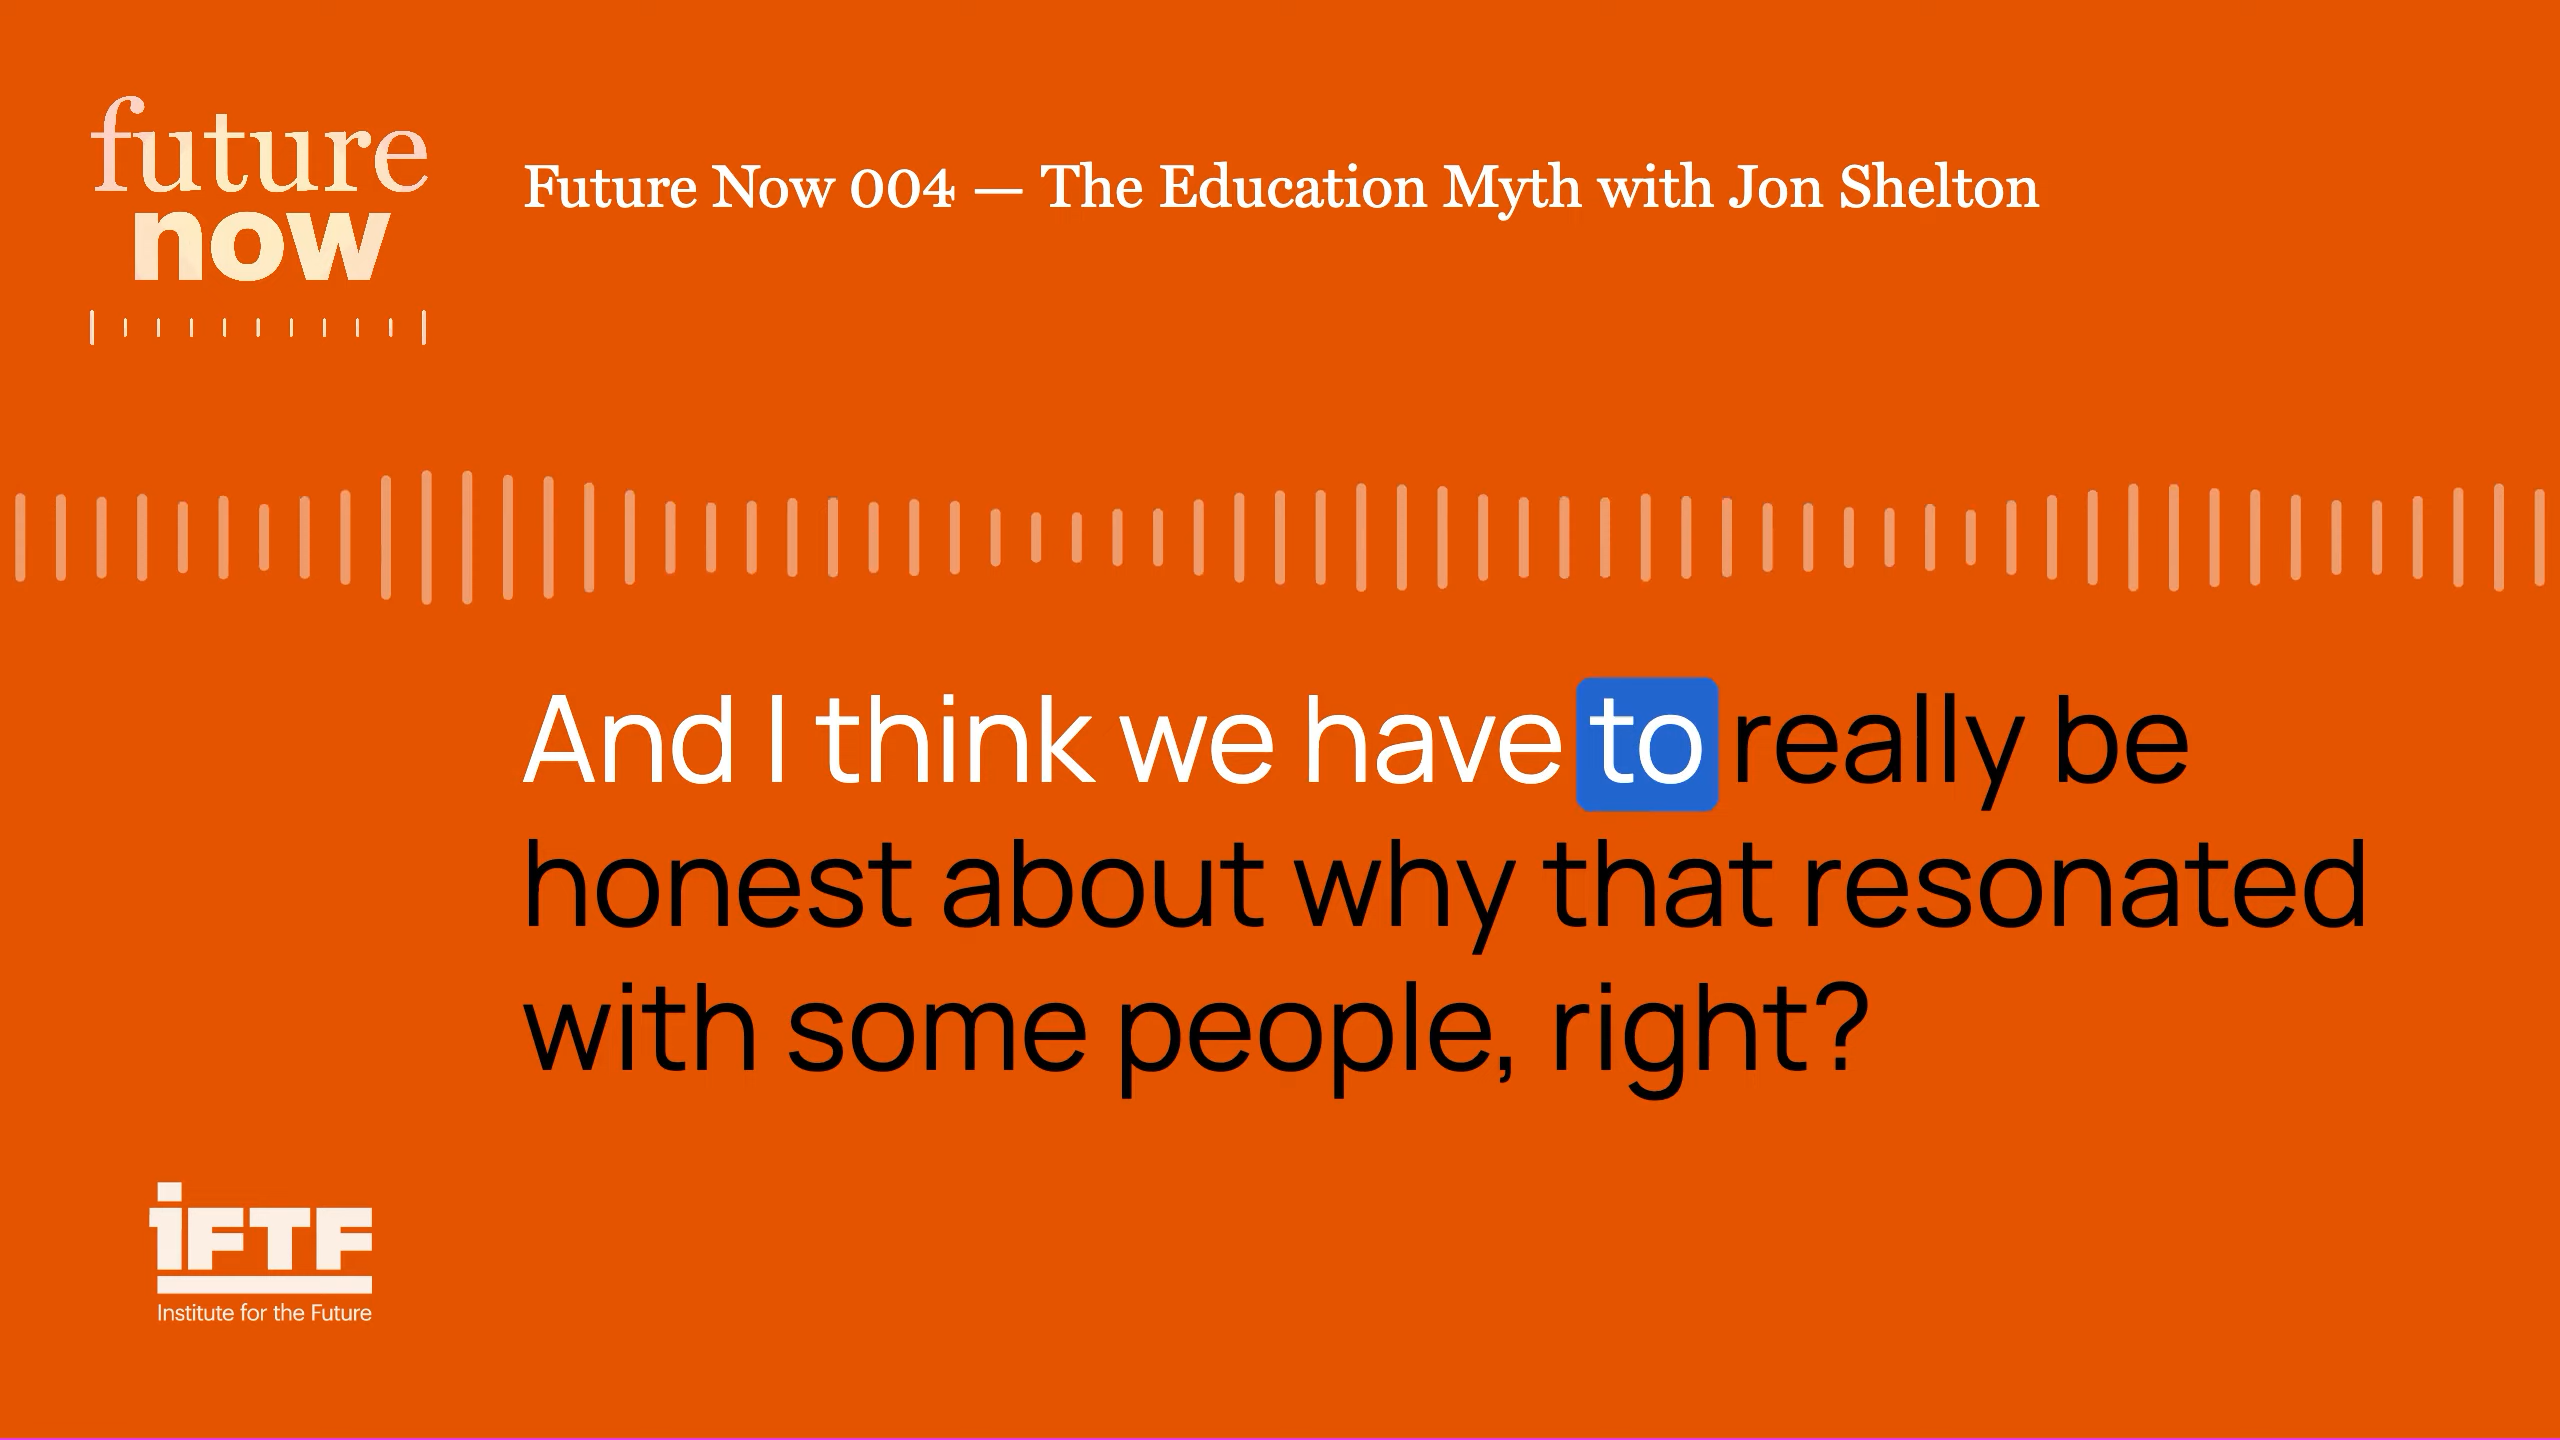 future
now
Future Now 004 — The Education Myth with Jon Shelton
And I think we have to really be
honest about why that resonated
with some people, right?
iFTF
Institute for the Future